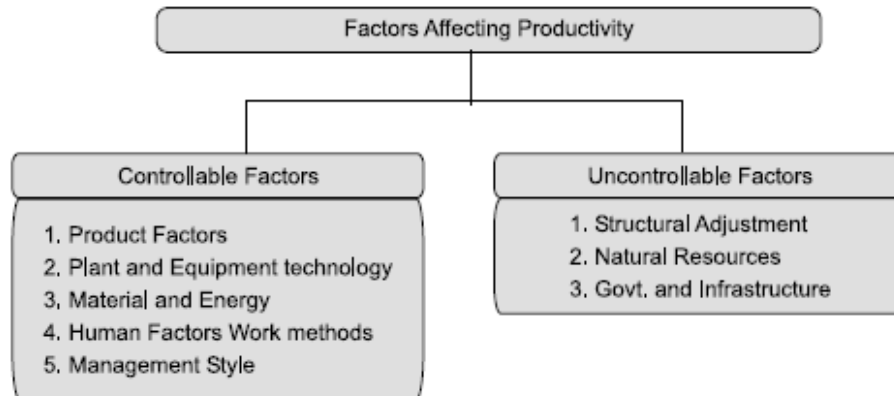 Factors Affecting Productivity
Controllable Factors
1. Product Factors
2. Plant and Equipment technology
3. Material and Energy
4. Human Factors Work methods
5. Management Style
Uncontrollable Factors
1. Structural Adjustment
2. Natural Resources
3. Govt. and Infrastructure